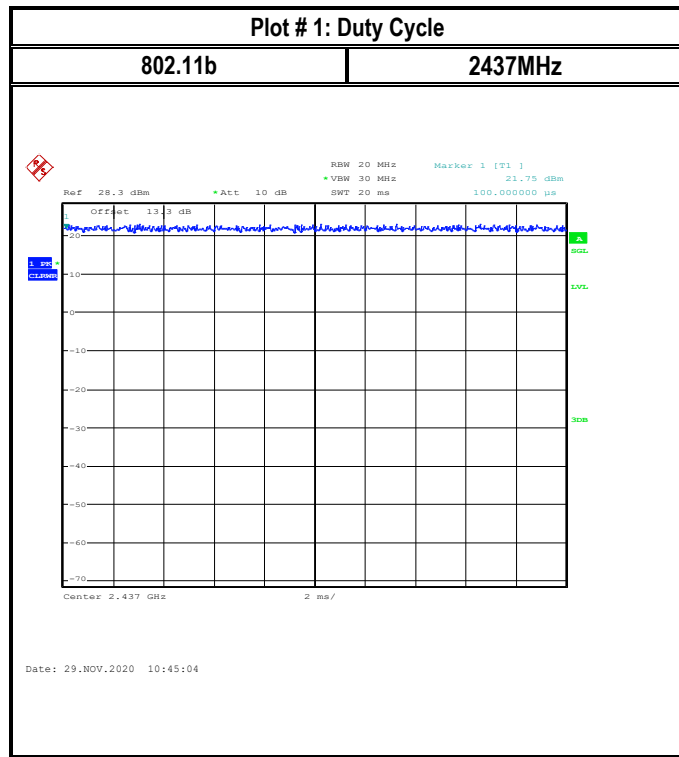 Plot # 1: Duty Cycle
802.11b 2437MHz
R S
RBW 20 MHz Marker 1 [T1 ]
*VBW 30 MHz 21.75 dBm
Ref 28.3 dBm *Att 10 dB SWT 20 ms 100.000000 µs
Offset 13.3 dB
1
20
A
SGL
1 PK *
CLRWR
10
LVL
0
-10
-20
-30
3DB
-40
-50
-60
-70
Center 2.437 GHz 2 ms/
Date: 29.NOV.2020 10:45:04